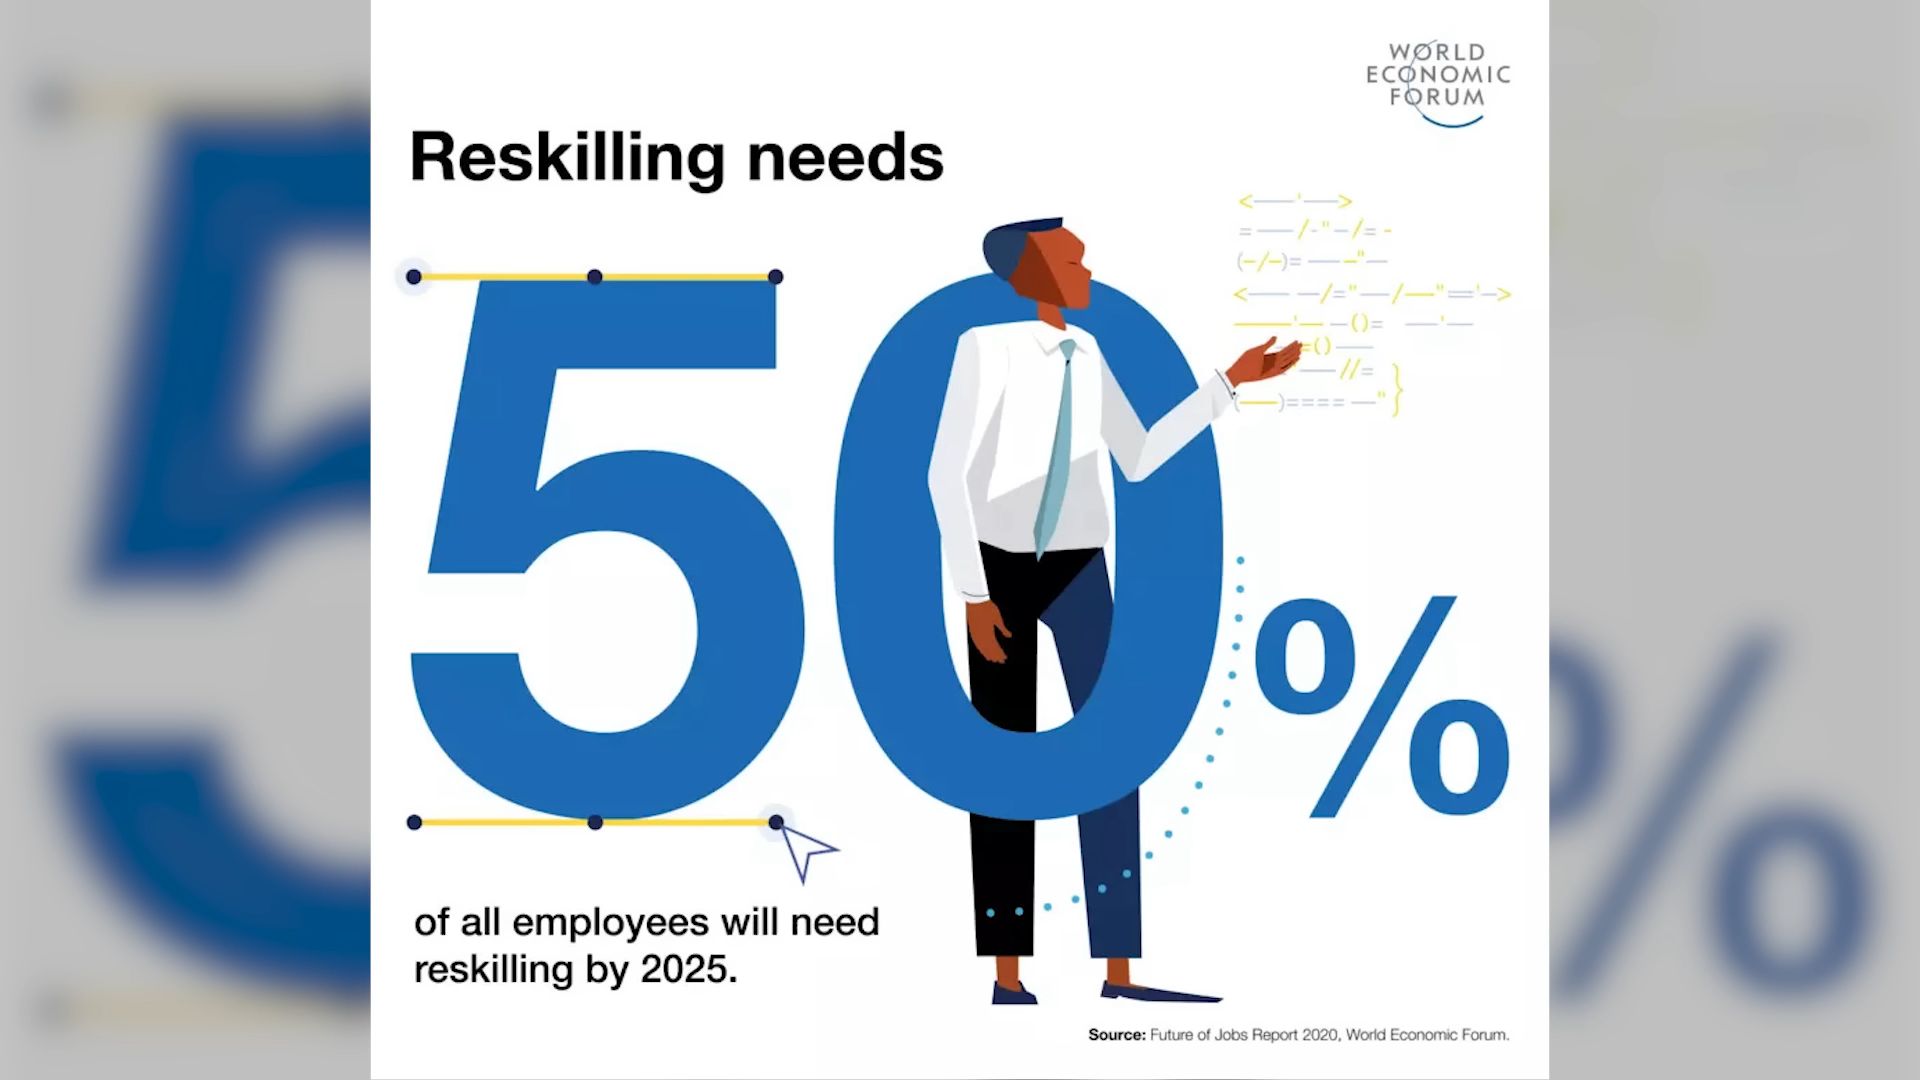 WORLD
ECONOMIC
FORUM
Reskilling needs
50%
of all employees will need
reskilling by 2025.
Source: Future of Jobs Report 2020, World Economic Forum.